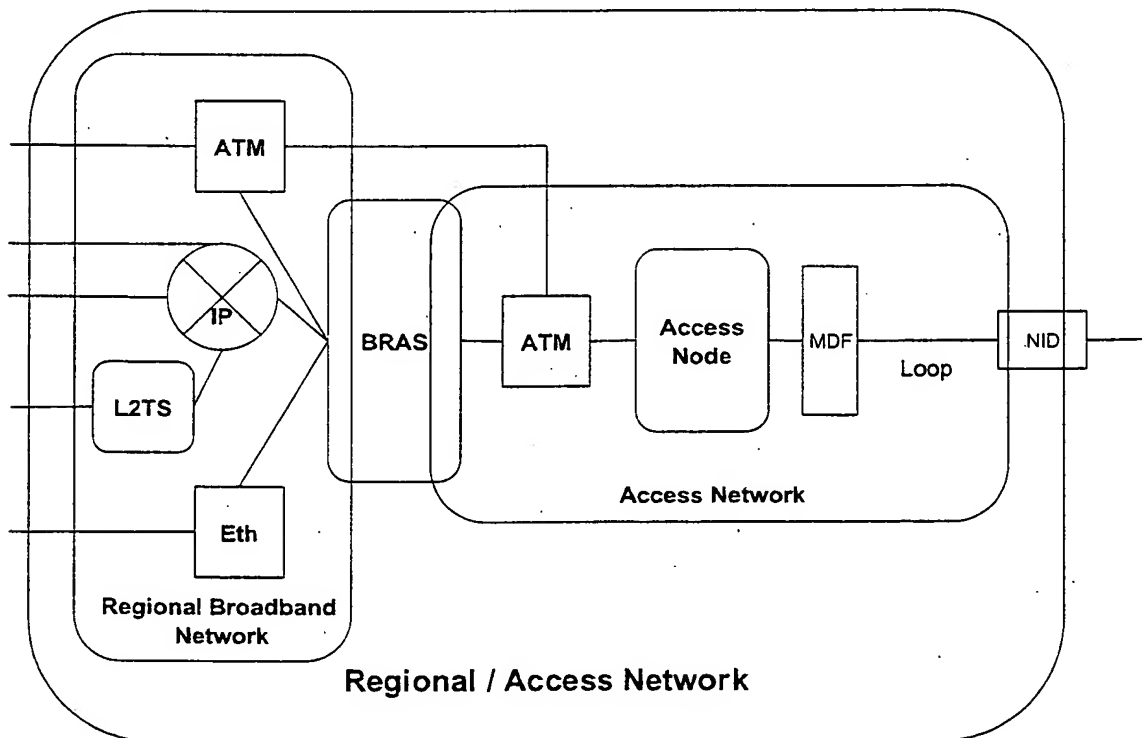 ATM
IP
BRAS
ATM
Access
Node
MDF
.NID
Loop
L2TS
Access Network
Eth
Regional Broadband
Network
Regional / Access Network